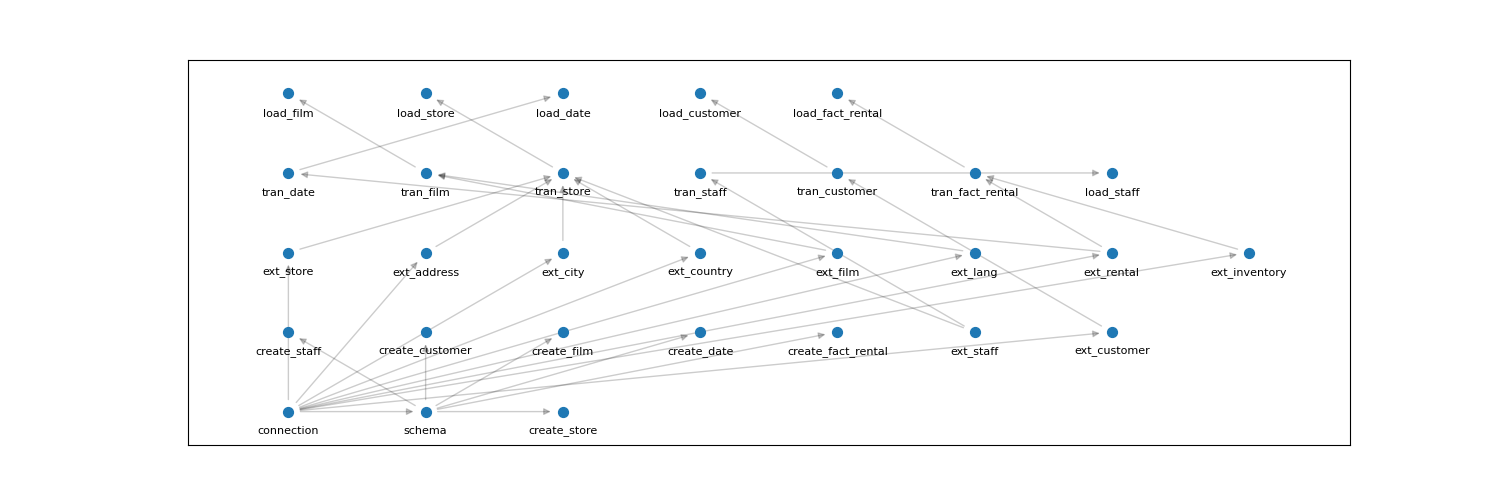 load_film load_store load_date load_customer load_fact_rental
tran_date tran_film tran_store tran_staff tran_customer tran_fact_rental load_staff
ext_store ext_address ext_city ext_country ext_film ext_lang ext_rental ext_inventory
create_staff create_customer create_film create_date create_fact_rental ext_staff ext_customer
connection schema create_store